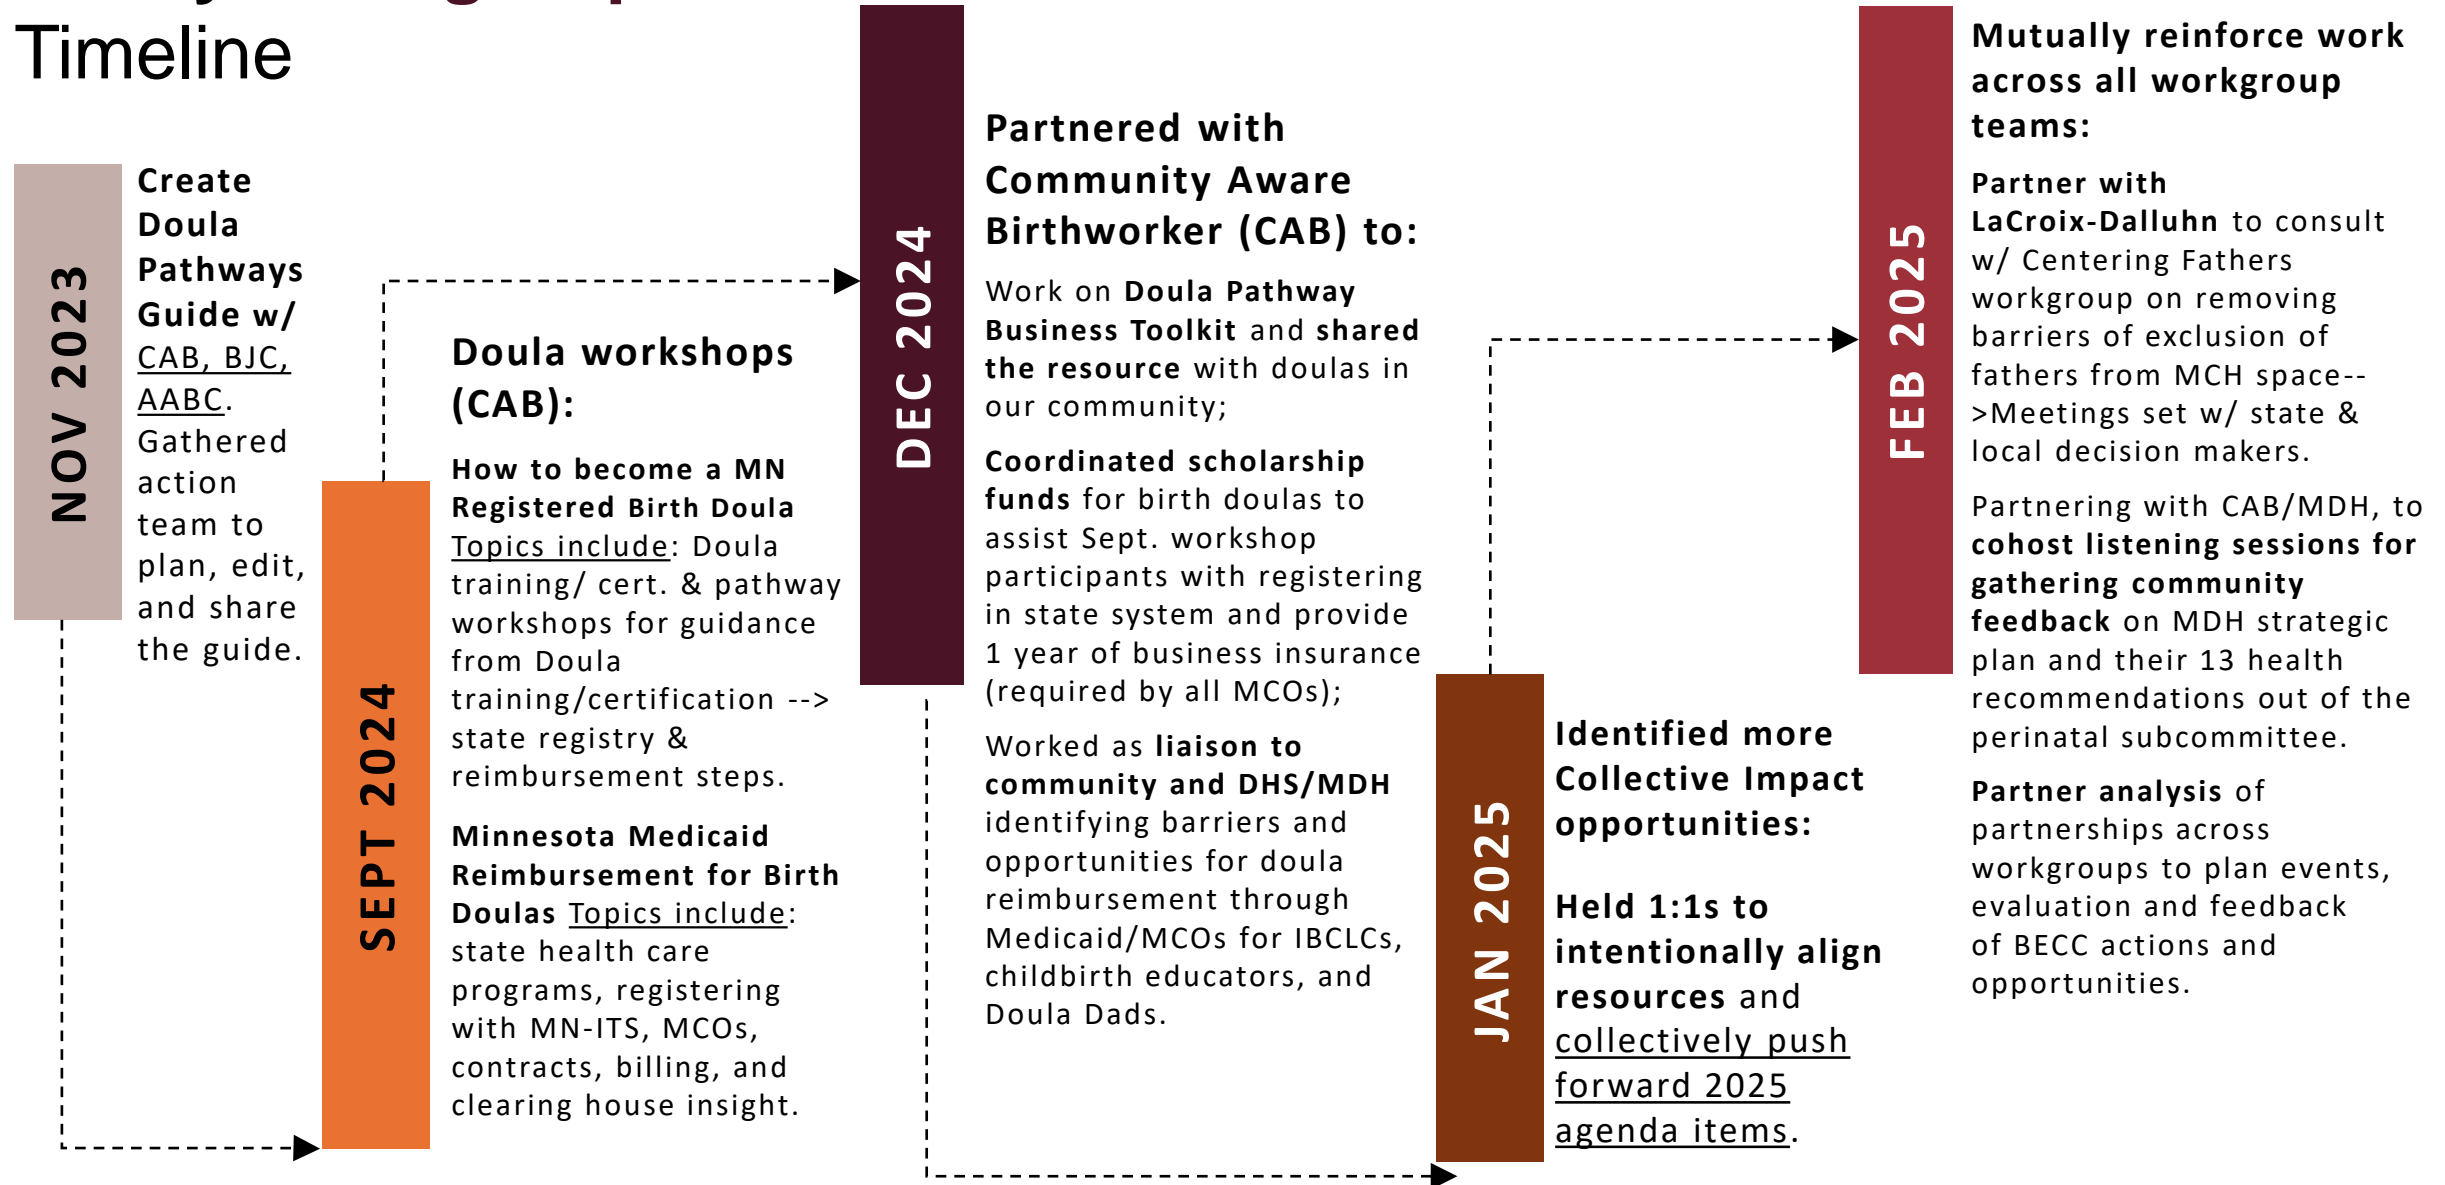 Timeline
NOV 2023
Create
Doula
Pathways
Guide w/
CAB, BJC,
AABC.
Gathered
action
team to
plan, edit,
and share
the guide.
SEPT 2024
Doula workshops
(CAB):
How to become a MN
Registered Birth Doula
Topics include: Doula
training/ cert. & pathway
workshops for guidance
from Doula
training/certification -->
state registry &
reimbursement steps.
Minnesota Medicaid
Reimbursement for Birth
Doulas Topics include:
state health care
programs, registering
with MN-ITS, MCOs,
contracts, billing, and
clearing house insight.
DEC 2024
Partnered with
Community Aware
Birthworker (CAB) to:
Work on Doula Pathway
Business Toolkit and shared
the resource with doulas in
our community;
Coordinated scholarship
funds for birth doulas to
assist Sept. workshop
participants with registering
in state system and provide
1 year of business insurance
(required by all MCOs);
Worked as liaison to
community and DHS/MDH
identifying barriers and
opportunities for doula
reimbursement through
Medicaid/MCOs for IBCLCs,
childbirth educators, and
Doula Dads.
JAN 2025
Identified more
Collective Impact
opportunities:
Held 1:1s to
intentionally align
resources and
collectively push
forward 2025
agenda items.
FEB 2025
Mutually reinforce work
across all workgroup
teams:
Partner with
LaCroix-Dalluhn to consult
w/ Centering Fathers
workgroup on removing
barriers of exclusion of
fathers from MCH space--
>Meetings set w/ state &
local decision makers.
Partnering with CAB/MDH, to
cohost listening sessions for
gathering community
feedback on MDH strategic
plan and their 13 health
recommendations out of the
perinatal subcommittee.
Partner analysis of
partnerships across
workgroups to plan events,
evaluation and feedback
of BECC actions and
opportunities.